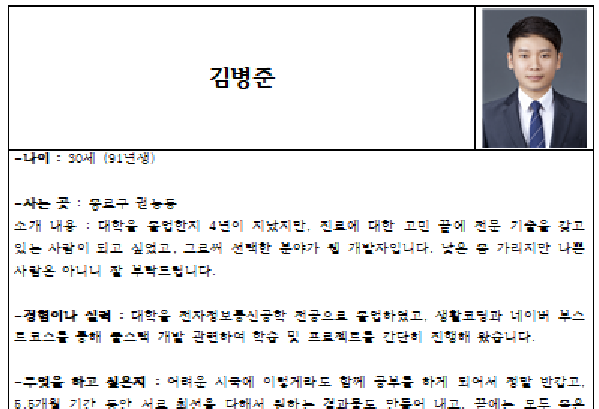 김병준
-나이 : 30세 (91년생)
-사는 곳 : 종로구
소개 내용 : 대학을 졸업한지 4년이 지났지만, 진로에 대한 고민 끝에 전문 기술을 갖고
있는 사람이 되고 싶었고, 그로써 선택한 분야가 웹 개발자입니다. 낯은 좀 가리지만 나쁜
사람은 아니니 잘 부탁드립니다.
-경험이나 실력 : 대학을 전자정보통신공학 전공으로 졸업하였고, 생활코딩과 네이버 부스
트코스를 통해 풀스택 개발 관련하여 학습 및 프로젝트를 간단히 진행해 왔습니다.
-무엇을 하고 싶은지 : 어려운 시국에 이렇게라도 함께 공부를 하게 되어서 정말 반갑고,
5.5개월 기간 동안 서로 최선을 다해서 원하는 결과물도 만들어 내고, 끝에는 모두 좋은